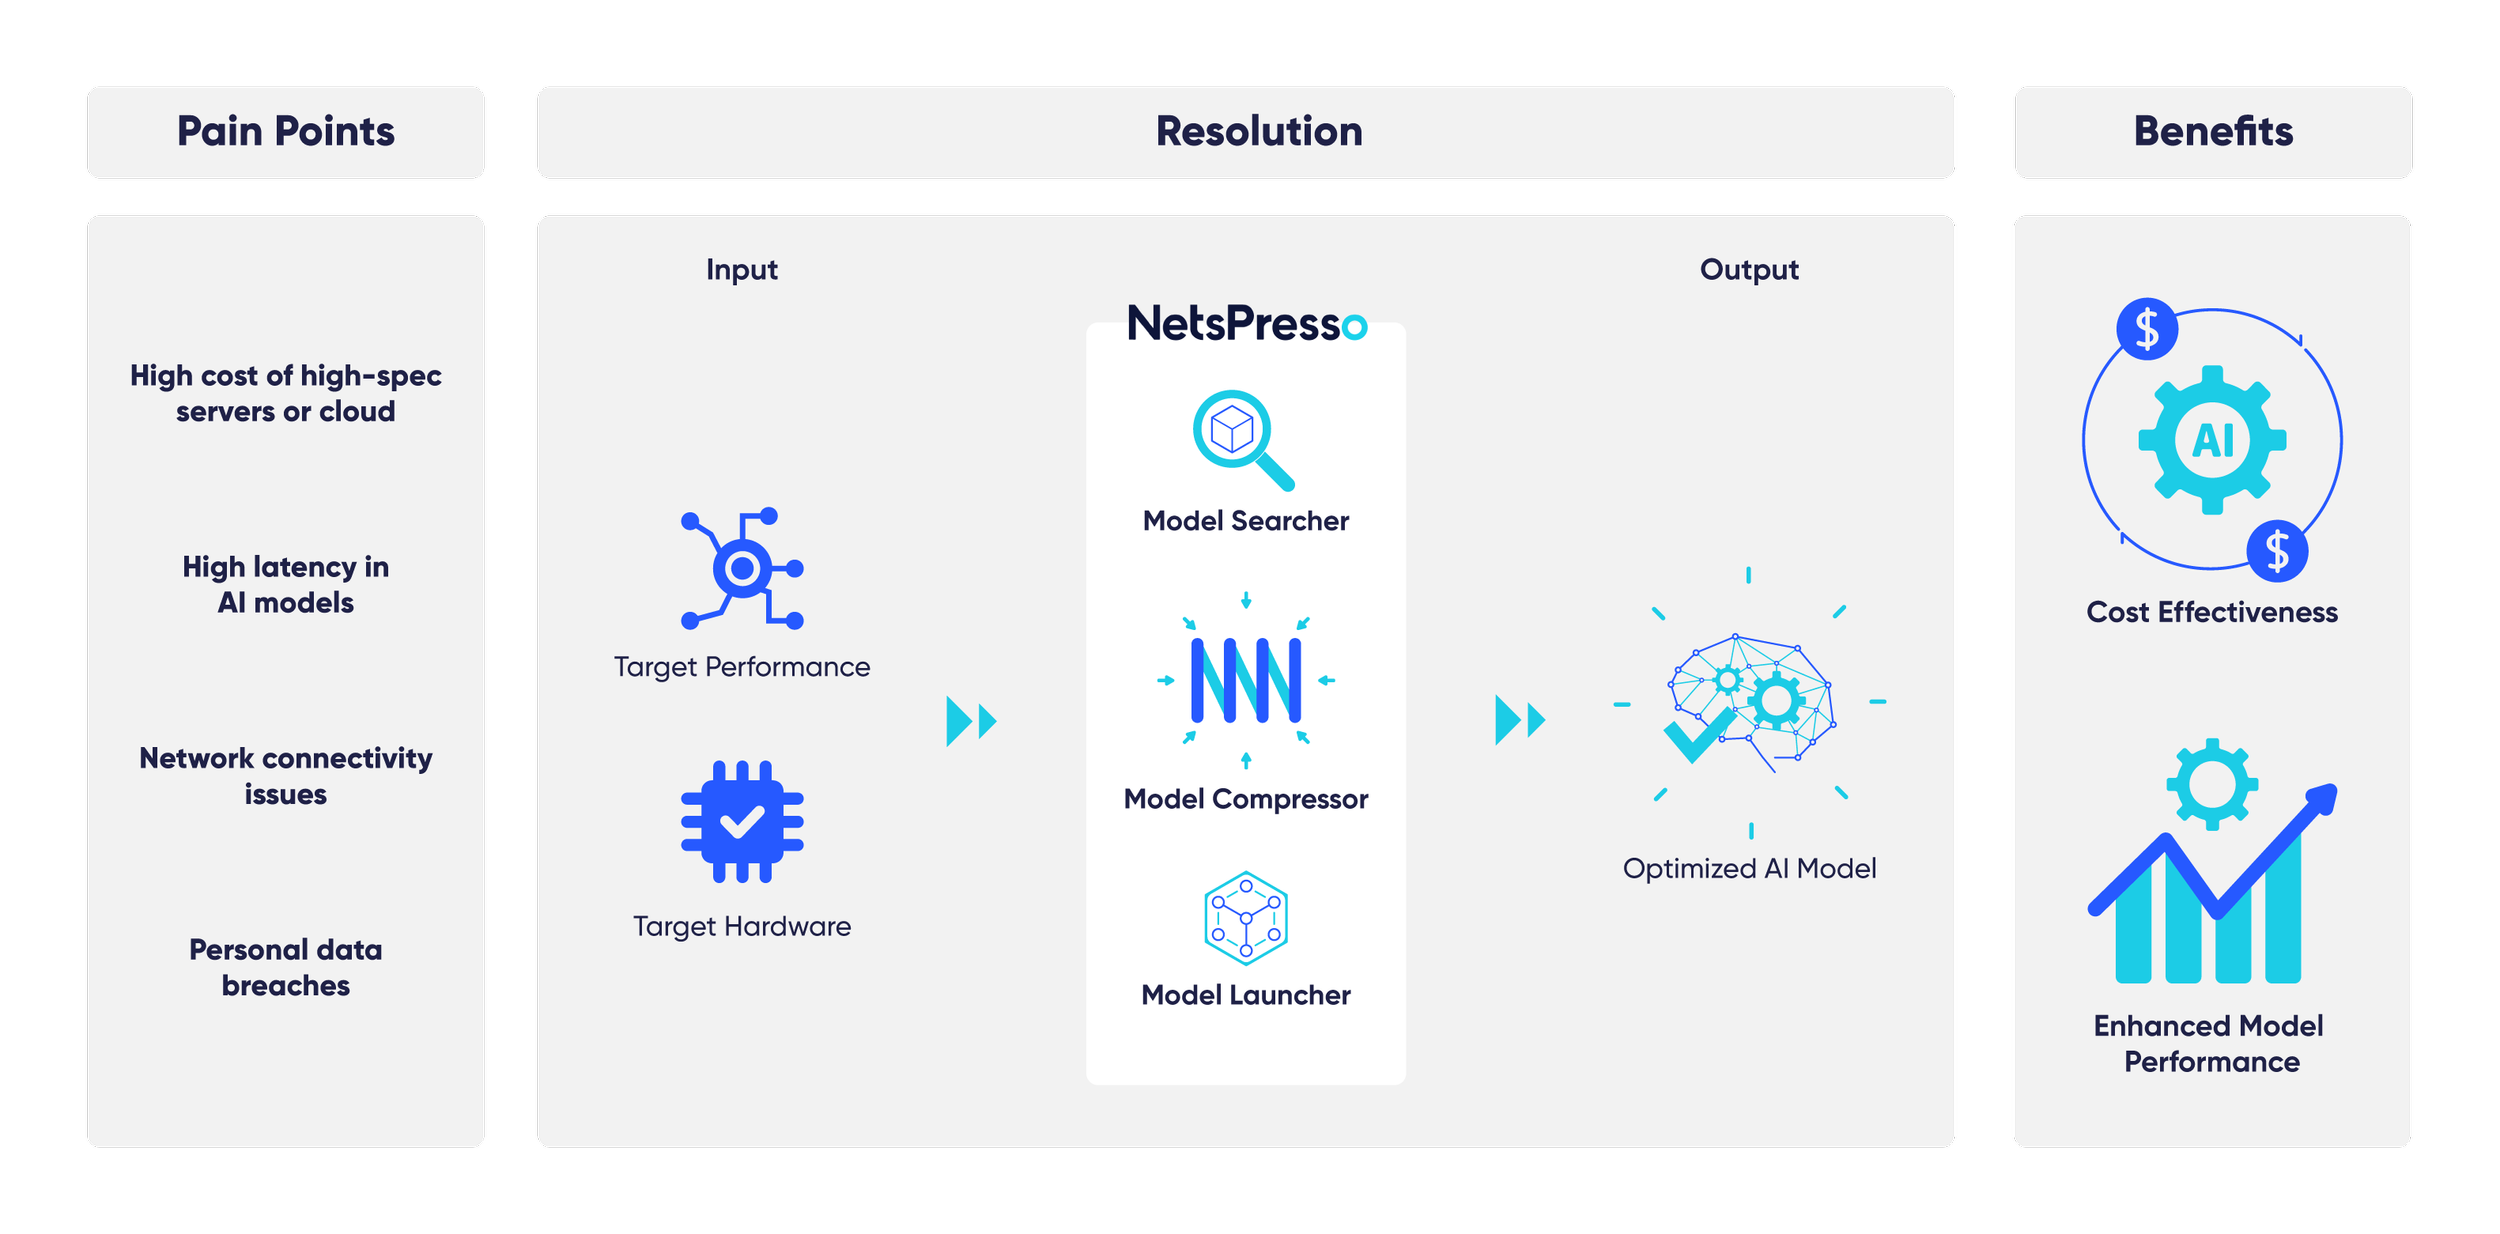 Pain Points
High cost of high-spec
servers or cloud
High latency in
AI models
Network connectivity
issues
Personal data
breaches
Resolution
Input
Target Performance
Target Hardware
NetsPresso
Model Searcher
Model Compressor
Model Launcher
Output
Optimized AI Model
Benefits
$
AI
$
Cost Effectiveness
Enhanced Model
Performance